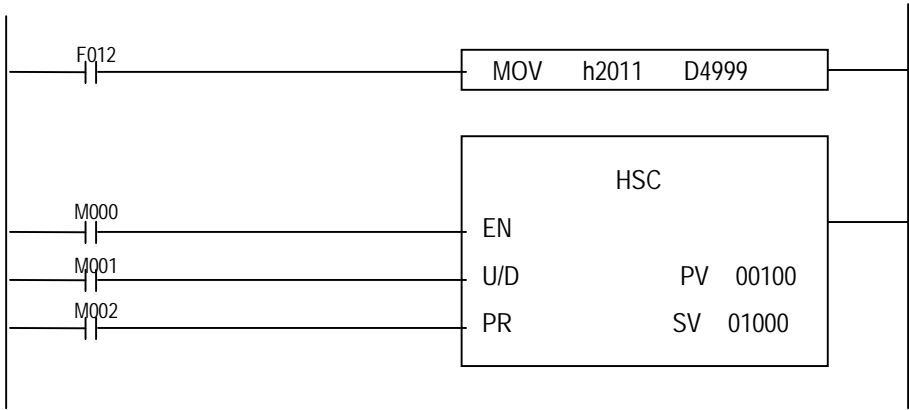 F012
MOV h2011 D4999
HSC
M000
EN
M001
U/D PV 00100
M002
PR SV 01000